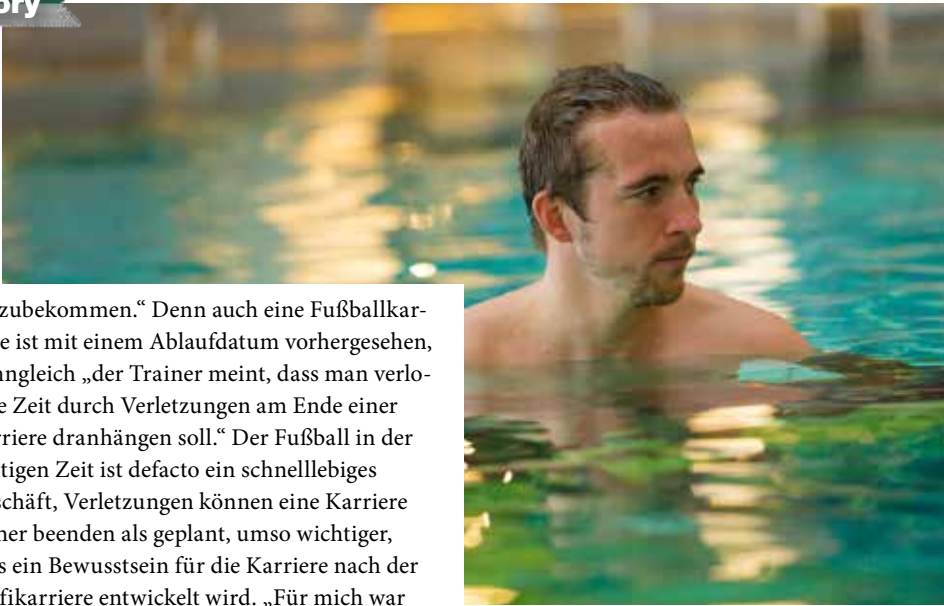 ory
zubekommen.“ Denn auch eine Fußballkar-
e ist mit einem Ablaufdatum vorhergesehen,
nngleich „der Trainer meint, dass man verlo-
e Zeit durch Verletzungen am Ende einer
rriere dranhängen soll.“ Der Fußball in der
tigen Zeit ist defacto ein schnelllebiges
schäft, Verletzungen können eine Karriere
her beenden als geplant, umso wichtiger,
s ein Bewusstsein für die Karriere nach der
fikarriere entwickelt wird. „Für mich war